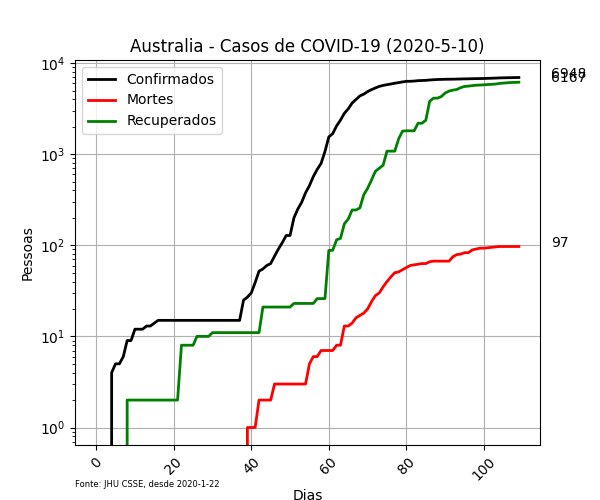 Australia - Casos de COVID-19 (2020-5-10)
Confirmados
Mortes
Recuperados
Pessoas
10^4
10^3
10^2
10^1
10^0
6948
6167
97
0
20
40
60
80
100
Dias
Fonte: JHU CSSE, desde 2020-1-22